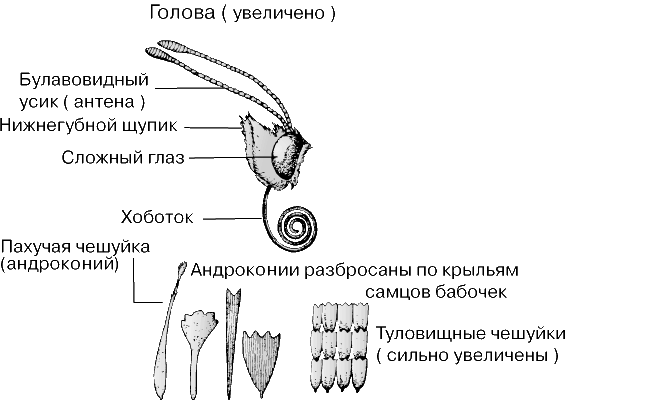 Голова ( увеличено )
Булавовидный
усик ( антена )
Нижнегубной щупик
Сложный глаз
Хоботок
Пахучая чешуйка
(андроконий)
Андроконии разбросаны по крыльям
самцов бабочек
Туловищные чешуйки
( сильно увеличены )